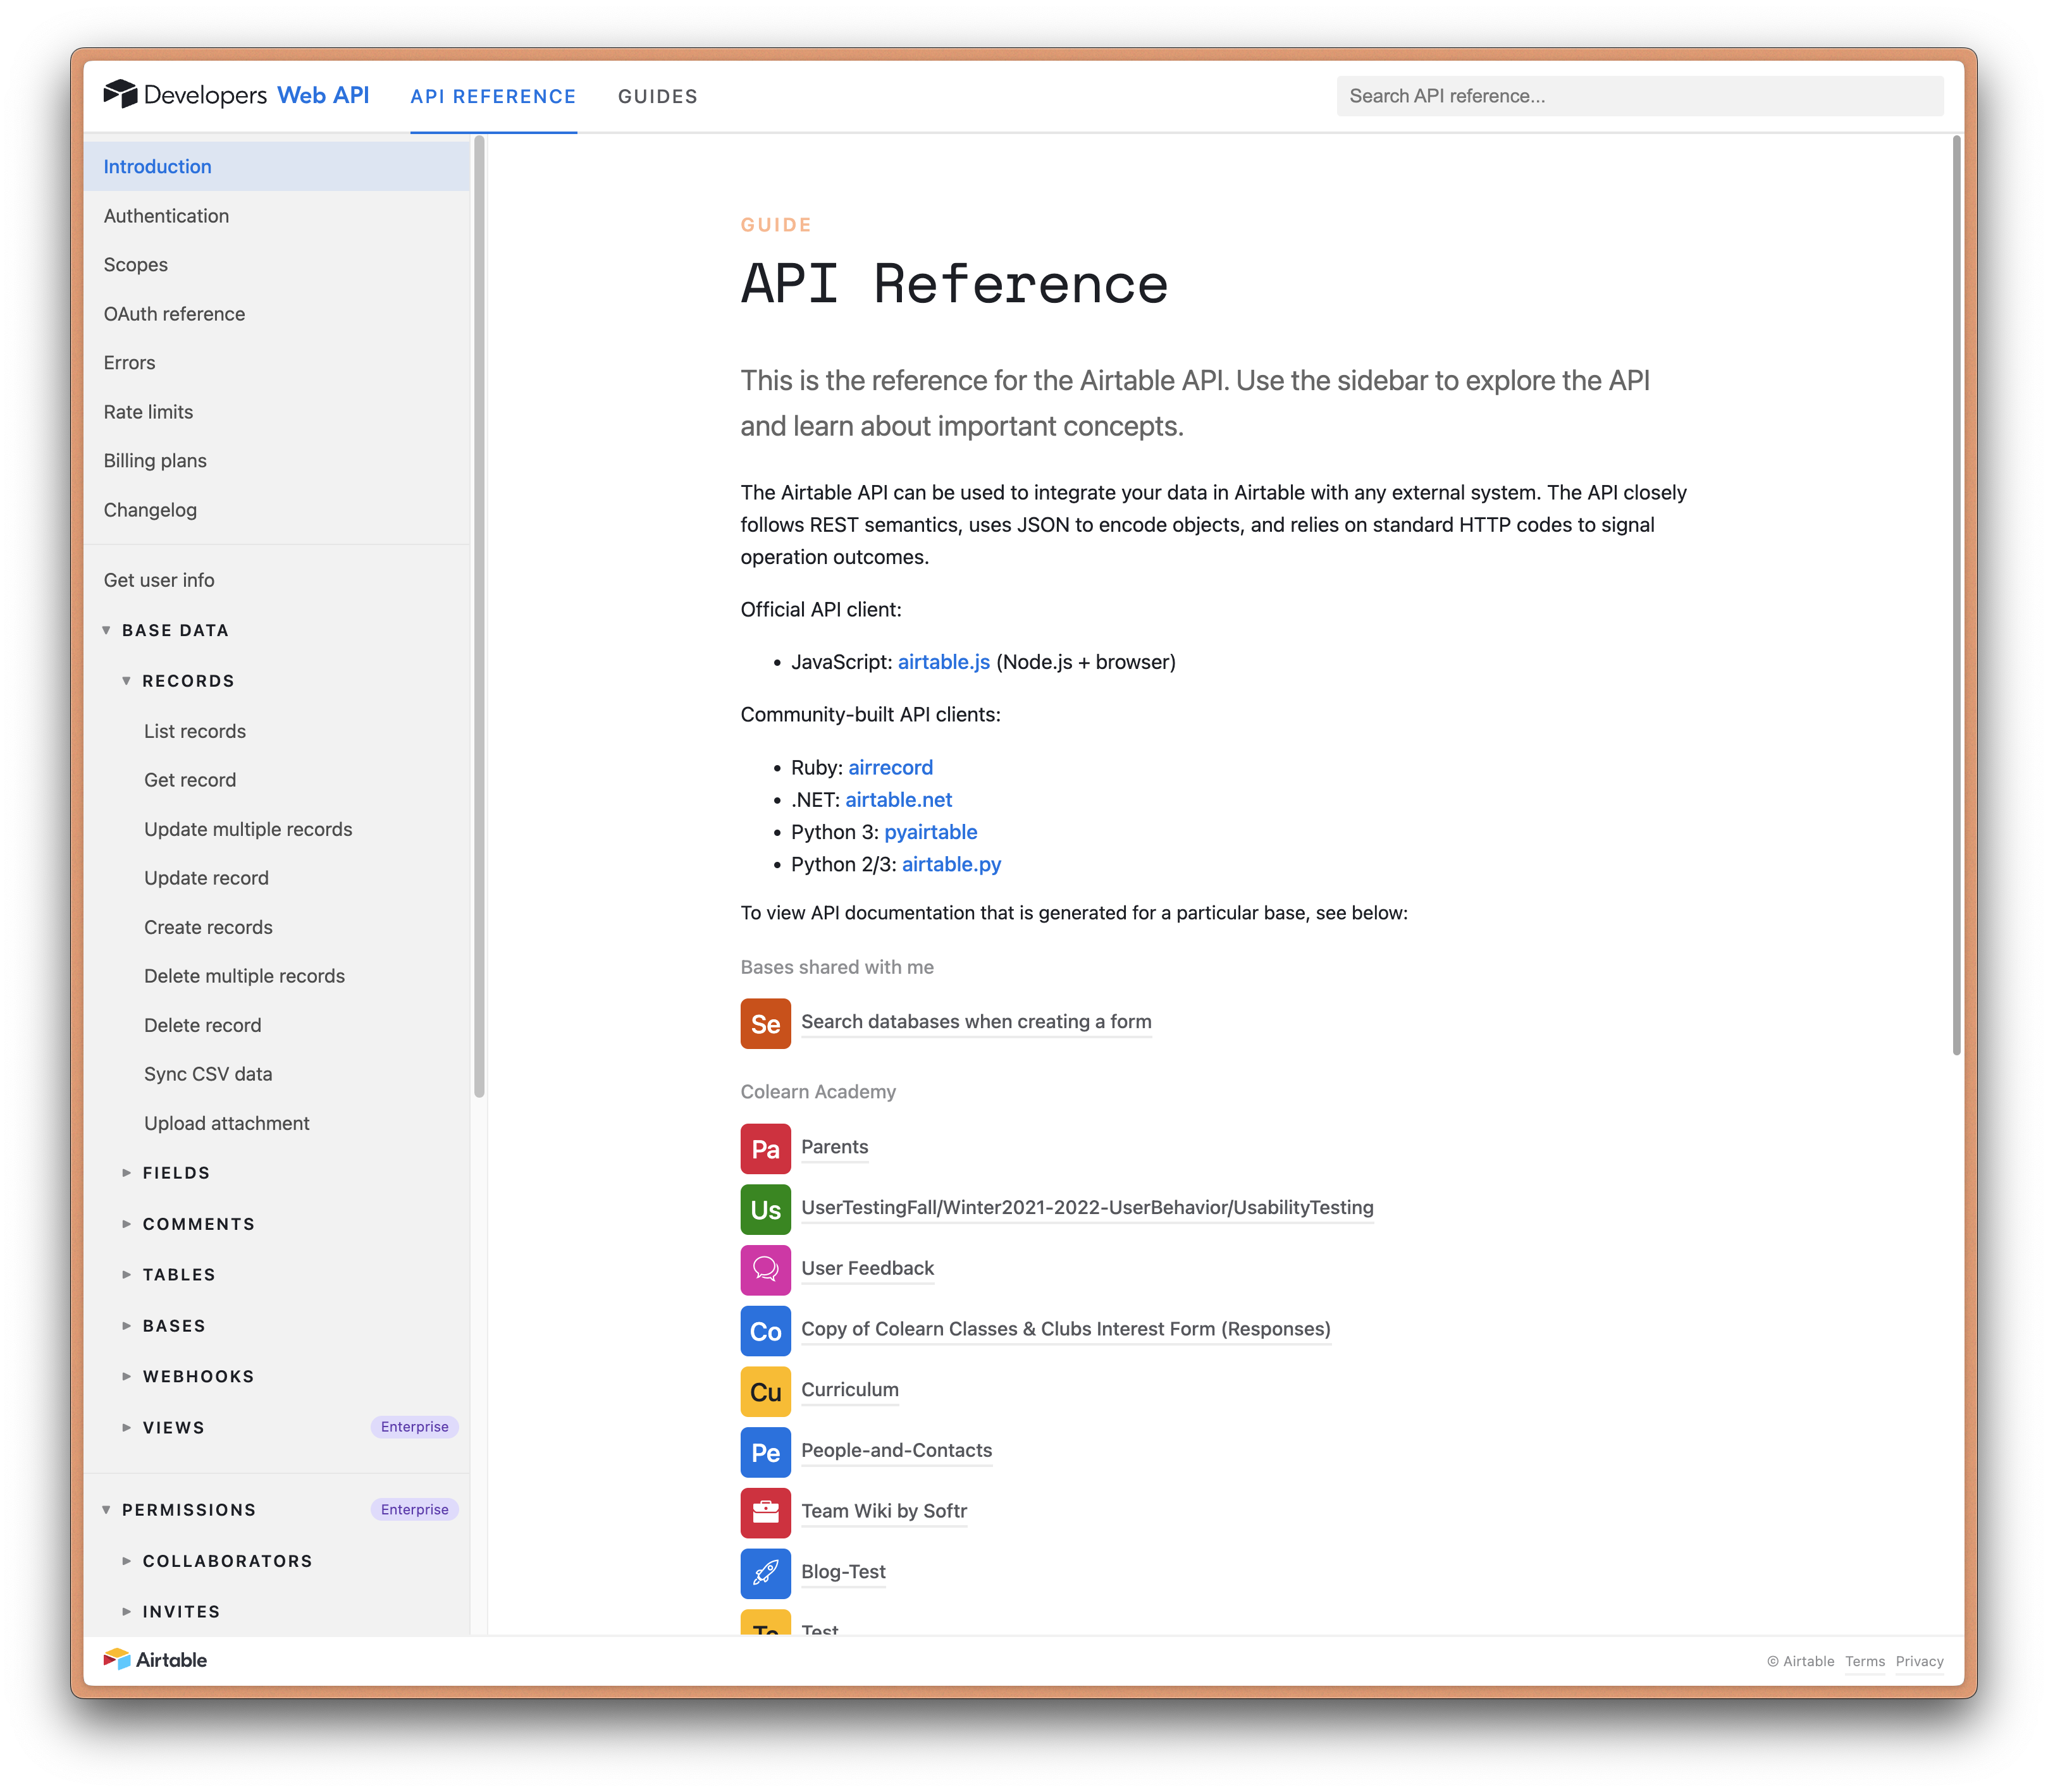 Developers Web API
API REFERENCE
GUIDES
Search API reference...
Introduction
Authentication
Scopes
OAuth reference
Errors
Rate limits
Billing plans
Changelog
Get user info
BASE DATA
RECORDS
List records
Get record
Update multiple records
Update record
Create records
Delete multiple records
Delete record
Sync CSV data
Upload attachment
FIELDS
COMMENTS
TABLES
BASES
WEBHOOKS
VIEWS Enterprise
PERMISSIONS Enterprise
COLLABORATORS
INVITES
GUIDE
API Reference
This is the reference for the Airtable API. Use the sidebar to explore the API
and learn about important concepts.
The Airtable API can be used to integrate your data in Airtable with any external system. The API closely
follows REST semantics, uses JSON to encode objects, and relies on standard HTTP codes to signal
operation outcomes.
Official API client:
• JavaScript: airtable.js (Node.js + browser)
Community-built API clients:
• Ruby: airrecord
• .NET: airtable.net
• Python 3: pyairtable
• Python 2/3: airtable.py
To view API documentation that is generated for a particular base, see below:
Bases shared with me
Se Search databases when creating a form
Colearn Academy
Pa Parents
Us UserTestingFall/Winter2021-2022-UserBehavior/UsabilityTesting
User Feedback
Co Copy of Colearn Classes & Clubs Interest Form (Responses)
Cu Curriculum
Pe People-and-Contacts
Team Wiki by Softr
Blog-Test
Te Test
Airtable
© Airtable Terms Privacy